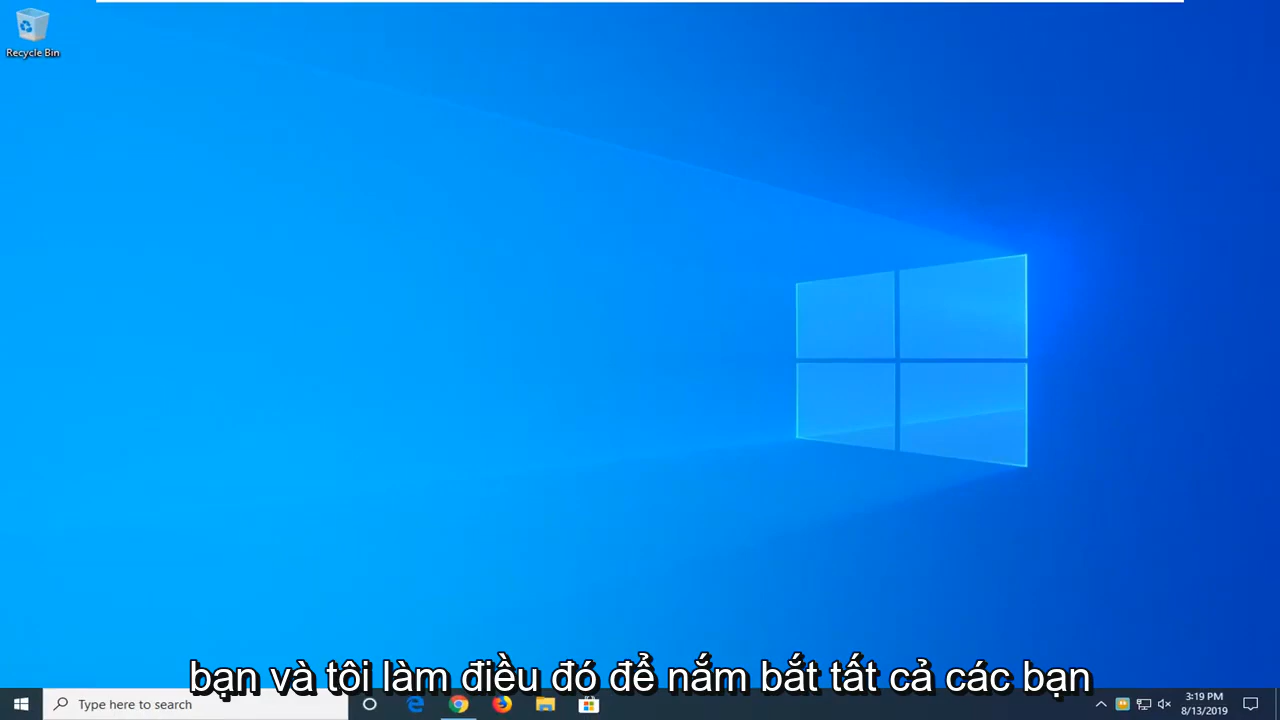 Recycle Bin
bạn và tôi làm điều đó để nắm bắt tất cả các bạn
Type here to search
3:19 PM
8/13/2019